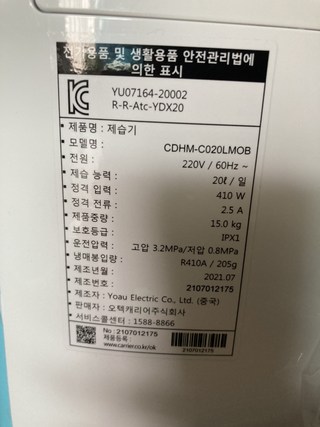 전기용품 및 생활용품 안전관리법에
의한 표시
YU07164-20002
R-R-Atc-YDX20
• 제품명 : 제습기
• 모델명 : CDHM-C020LMOB
• 전원 : 220V / 60Hz ~
• 제습 능력 : 20ℓ / 일
• 정격 입력 : 410 W
• 정격 전류 : 2.5 A
• 제품중량 : 15.0 kg
• 보호등급 : IPX1
• 운전압력 : 고압 3.2MPa/저압 0.8MPa
• 냉매봉입량 : R410A / 205g
• 제조년월 : 2021.07
• 제조번호 : 2107012175
• 제조자 : Yoau Electric Co., Ltd. (중국)
• 판매자 : 오텍캐리어주식회사
• 서비스콜센터 : 1588-8866
No : 2107012175
제품등록 :
www.carrier.co.kr/ok
2107012175